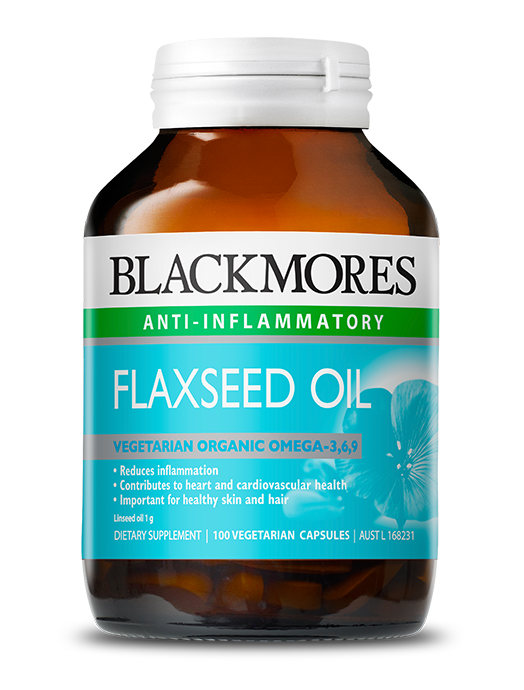 BLACKMORES
ANTI-INFLAMMATORY
FLAXSEED OIL
VEGETARIAN ORGANIC OMEGA-3,6,9
• Reduces inflammation
• Contributes to heart and cardiovascular health
• Important for healthy skin and hair
Linseed oil 1 g
DIETARY SUPPLEMENT | 100 VEGETARIAN CAPSULES | AUST L 168231